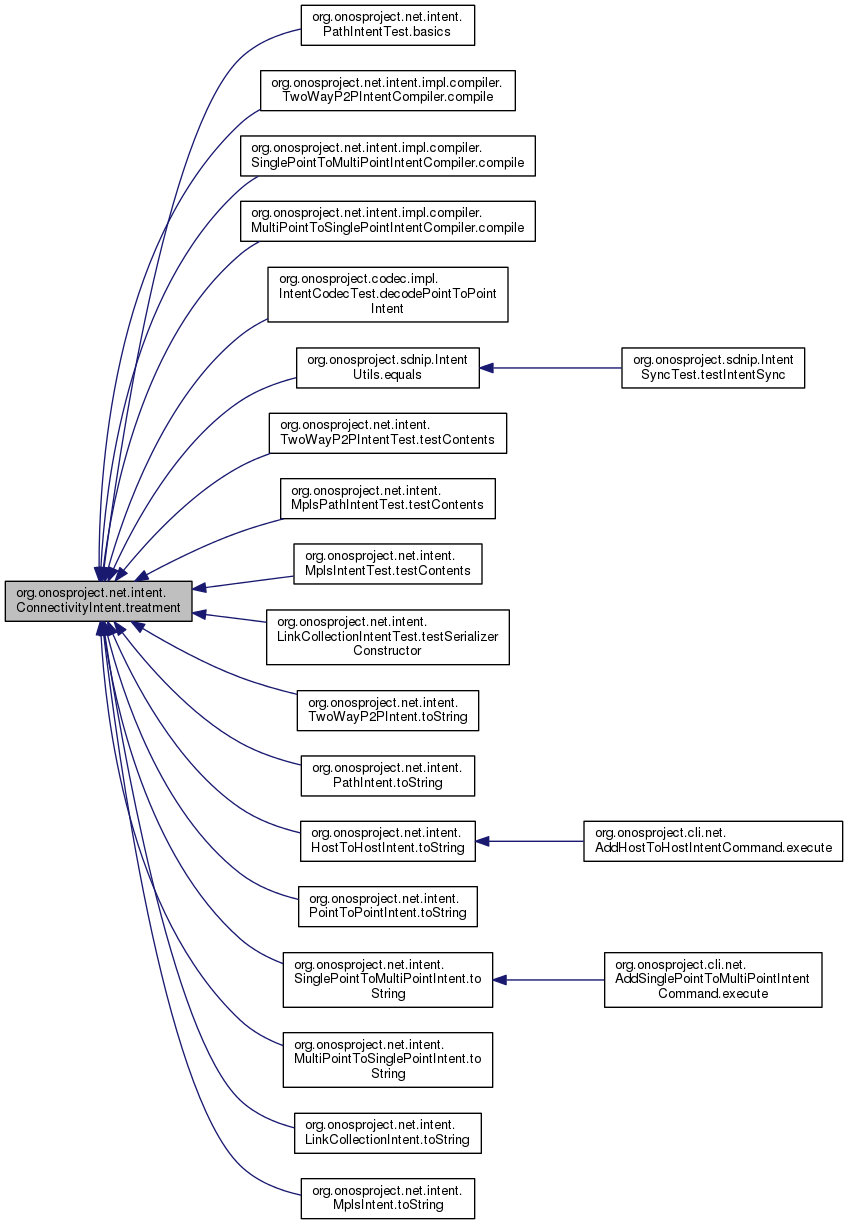 org.onosproject.net.intent.
PathIntentTest.basics
org.onosproject.net.intent.impl.compiler.
TwoWayP2PIntentCompiler.compile
org.onosproject.net.intent.impl.compiler.
SinglePointToMultiPointIntentCompiler.compile
org.onosproject.net.intent.impl.compiler.
MultiPointToSinglePointIntentCompiler.compile
org.onosproject.codec.impl.
IntentCodecTest.decodePointToPoint
Intent
org.onosproject.sdnip.Intent
Utils.equals
org.onosproject.sdnip.Intent
SyncTest.testIntentSync
org.onosproject.net.intent.
TwoWayP2PIntentTest.testContents
org.onosproject.net.intent.
MplsPathIntentTest.testContents
org.onosproject.net.intent.
MplsIntentTest.testContents
org.onosproject.net.intent.
ConnectivityIntent.treatment
org.onosproject.net.intent.
LinkCollectionIntentTest.testSerializer
Constructor
org.onosproject.net.intent.
TwoWayP2PIntent.toString
org.onosproject.net.intent.
PathIntent.toString
org.onosproject.net.intent.
HostToHostIntent.toString
org.onosproject.cli.net.
AddHostToHostIntentCommand.execute
org.onosproject.net.intent.
PointToPointIntent.toString
org.onosproject.net.intent.
SinglePointToMultiPointIntent.to
String
org.onosproject.cli.net.
AddSinglePointToMultiPointIntent
Command.execute
org.onosproject.net.intent.
MultiPointToSinglePointIntent.to
String
org.onosproject.net.intent.
LinkCollectionIntent.toString
org.onosproject.net.intent.
MplsIntent.toString